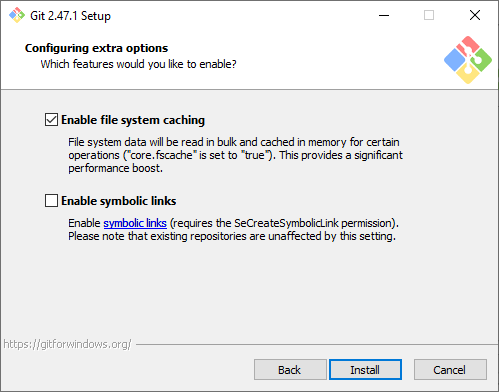 Git 2.47.1 Setup
Configuring extra options
Which features would you like to enable?
Enable file system caching
File system data will be read in bulk and cached in memory for certain
operations ("core.fscache" is set to "true"). This provides a significant
performance boost.
Enable symbolic links
Enable symbolic links (requires the SeCreateSymbolicLink permission).
Please note that existing repositories are unaffected by this setting.
https://gitforwindows.org/
Back Install Cancel